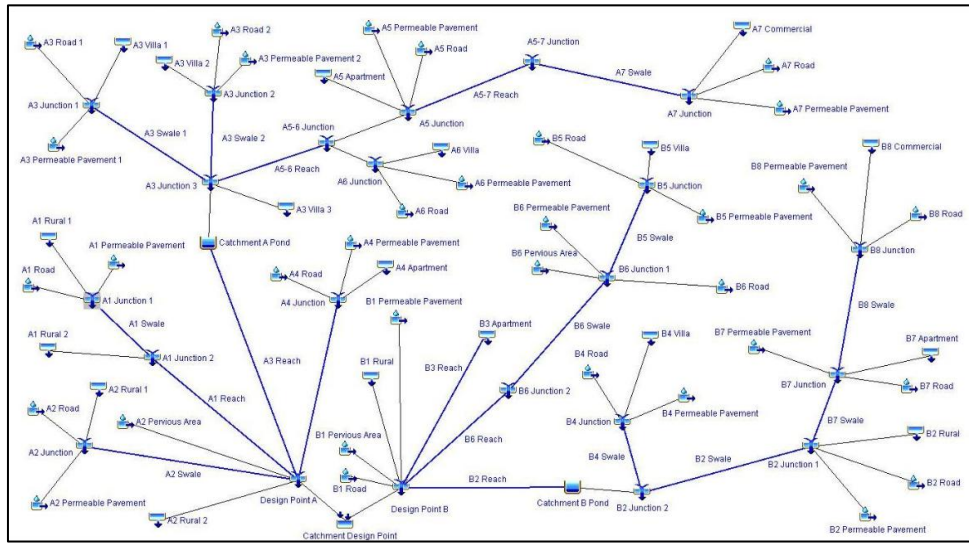 A3 Road 1
A3 Villa 1
A3 Road 2
A3 Villa 2
A3 Permeable Pavement 2
A3 Junction 1
A3 Junction 2
A3 Permeable Pavement 1
A3 Swale 1
A3 Swale 2
A5 Permeable Pavement
A5 Road
A5 Apartment
A5-7 Junction
A5-7 Reach
A7 Commercial
A7 Swale
A7 Road
A7 Junction
A7 Permeable Pavement
A5-6 Junction
A5 Junction
A5-6 Reach
A6 Villa
A6 Junction
A6 Permeable Pavement
A6 Road
A3 Junction 3
A3 Villa 3
B5 Road
B5 Villa
B5 Junction
B5 Permeable Pavement
B5 Swale
B8 Commercial
B8 Permeable Pavement
B8 Road
B8 Junction
B8 Swale
A1 Rural 1
A1 Permeable Pavement
A1 Road
A1 Junction 1
A1 Swale
A1 Rural 2
A1 Junction 2
A1 Reach
Catchment A Pond
A3 Reach
A4 Permeable Pavement
A4 Road
A4 Apartment
A4 Junction
B6 Permeable Pavement
B6 Pervious Area
B6 Junction 1
B6 Road
B6 Swale
B1 Permeable Pavement
B3 Apartment
B1 Rural
B3 Reach
B6 Junction 2
B6 Reach
B4 Villa
B4 Road
B4 Junction
B4 Permeable Pavement
B4 Swale
B7 Permeable Pavement
B7 Apartment
B7 Junction
B7 Road
B7 Swale
A2 Rural 1
A2 Road
A2 Pervious Area
A2 Junction
A2 Swale
A2 Permeable Pavement
A2 Rural 2
Design Point A
B1 Pervious Area
B1 Road
Design Point B
Catchment Design Point
B2 Reach
Catchment B Pond
B2 Junction 2
B2 Swale
B2 Junction 1
B2 Rural
B2 Road
B2 Permeable Pavement